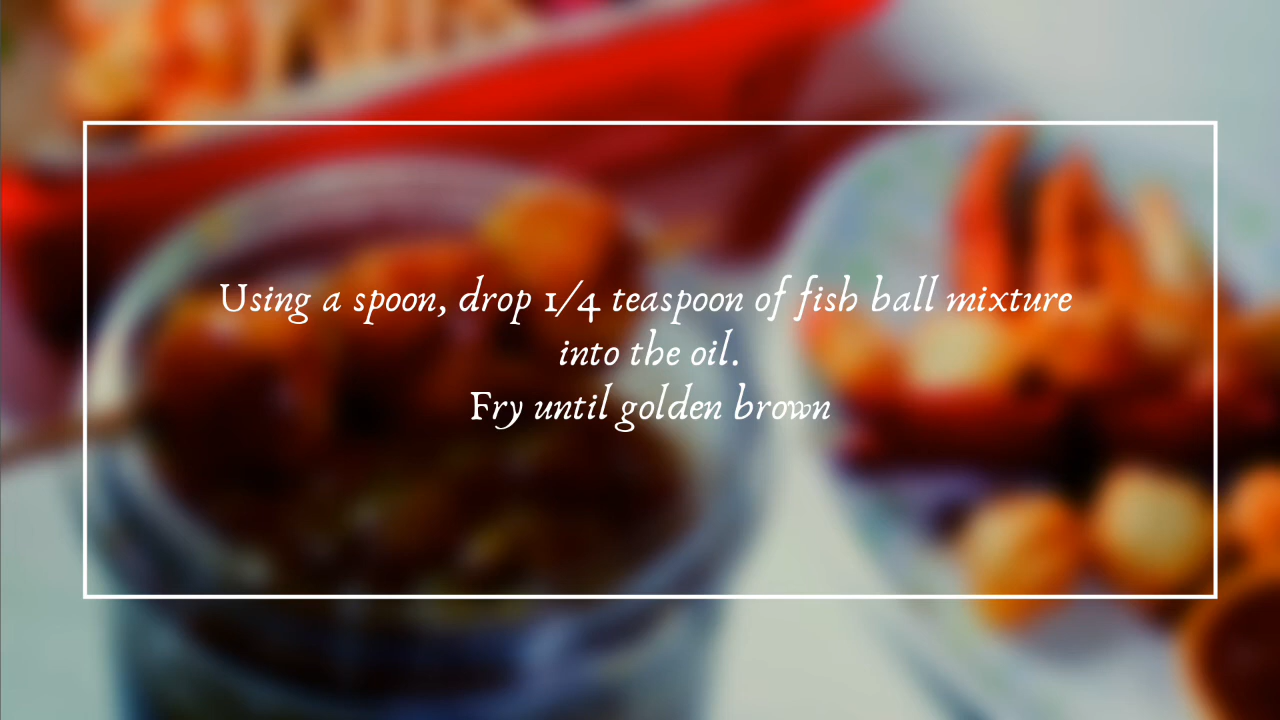 Using a spoon, drop 1/4 teaspoon of fish ball mixture
into the oil.
Fry until golden brown